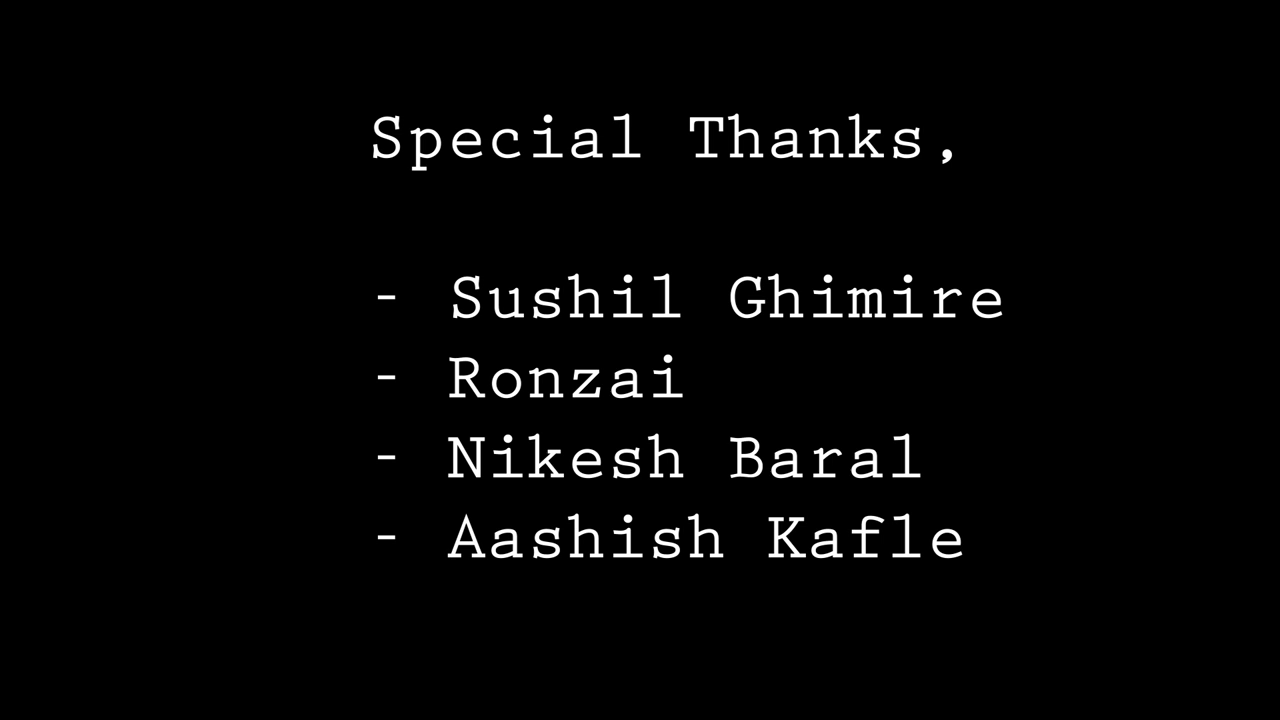 Special Thanks,
- Sushil Ghimire
- Ronzai
- Nikesh Baral
- Aashish Kafle